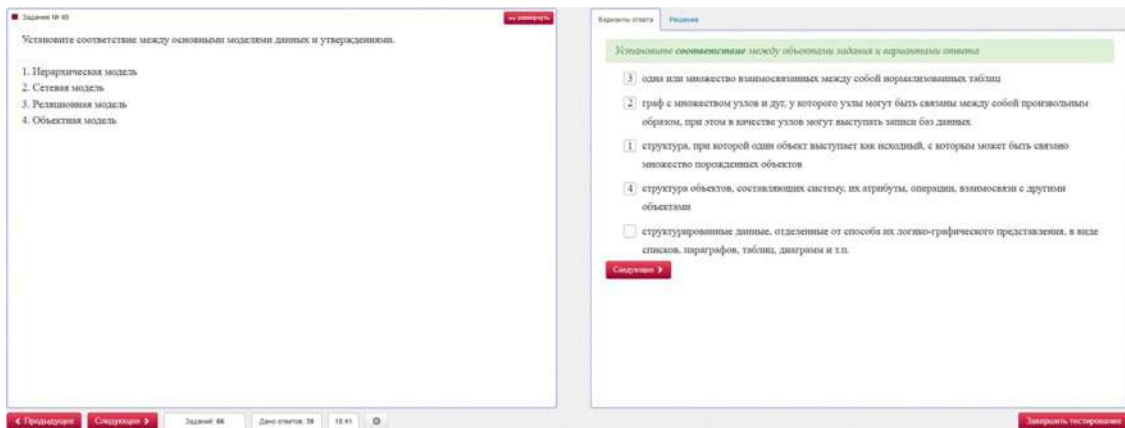 Задание № 40
замкнуть
Установите соответствие между основными моделями данных и утверждениями.
1. Иерархическая модель
2. Сетевая модель
3. Реляционная модель
4. Объектная модель
Варианты ответа Решение
Установите соответствие между объектами задания и вариантами ответа
3 одна или множество взаимосвязанных между собой нормализованных таблиц
2 граф с множеством узлов и дуг, у которого узлы могут быть связаны между собой произвольным
образом, при этом в качестве узлов могут выступать записи баз данных
1 структура, при которой один объект выступает как исходный, с которым может быть связано
множество порожденных объектов
4 структура объектов, составляющих систему, их атрибуты, операции, взаимосвязи с другими
объектами
структурированные данные, отделенные от способа их логико-графического представления, в виде
списков, параграфов, таблиц, диаграмм и т.п.
Следующее
Предыдущее Следующее Заданий: 66 Дано ответов: 38 15:41 Завершить тестирование